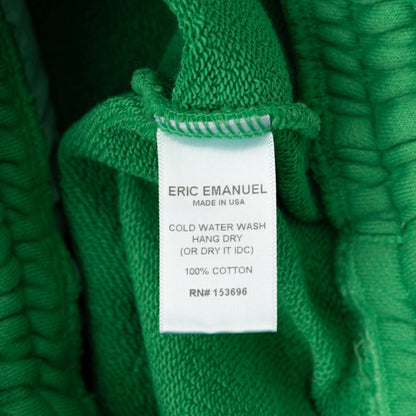 ERIC EMANUEL
MADE IN USA
COLD WATER WASH
HANG DRY
(OR DRY IT IDC)
100% COTTON
RN# 153696